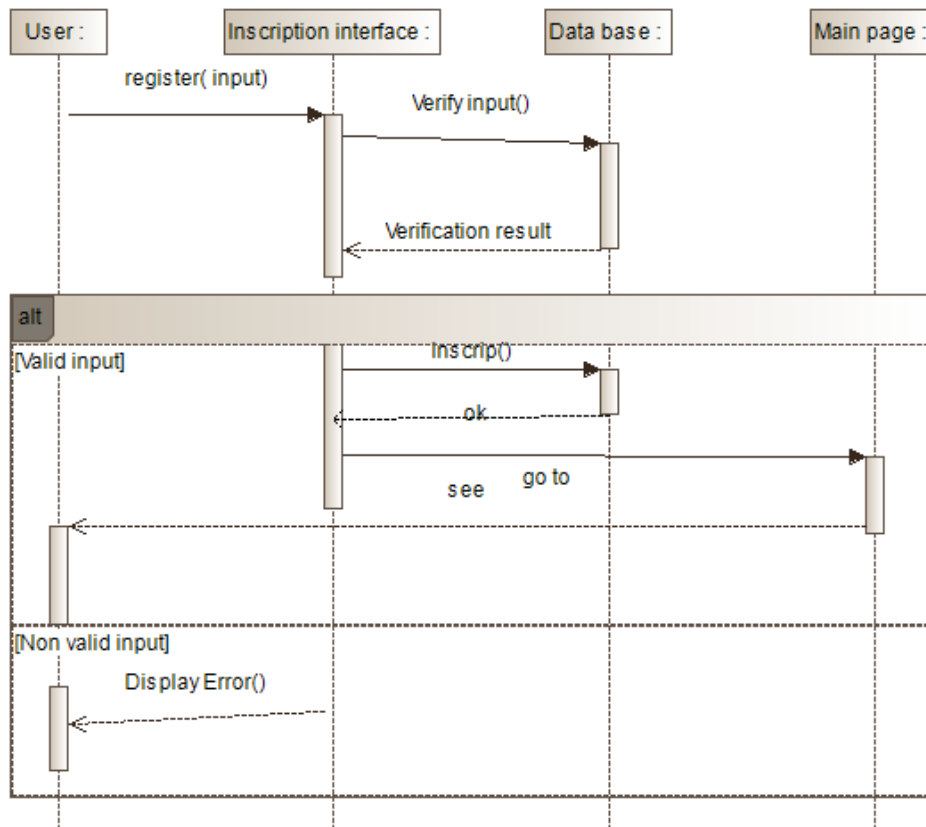 User :
Inscription interface :
Data base :
Main page :
register( input)
Verify input()
Verification result
alt
[Valid input]
Inscrip()
ok
go to
see
[Non valid input]
Display Error()